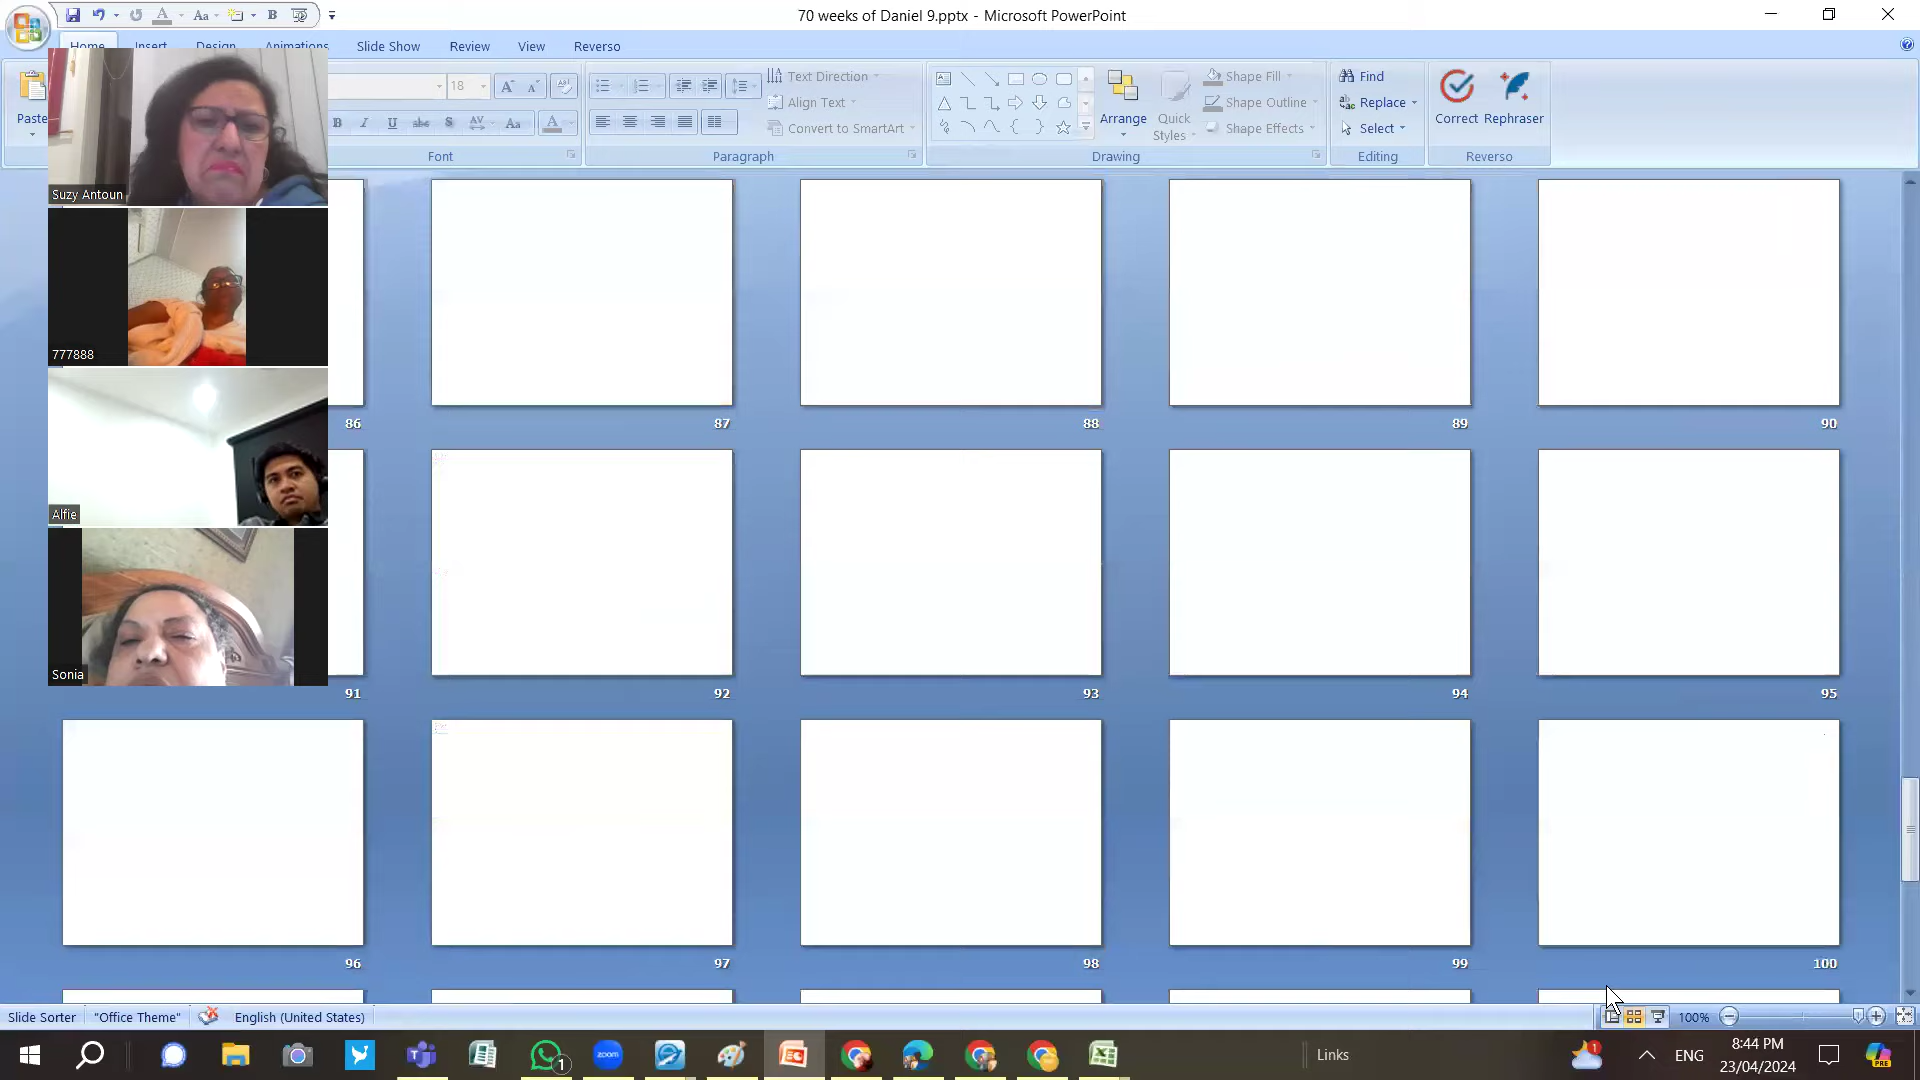 70 weeks of Daniel 9.pptx - Microsoft PowerPoint
Home Insert Design Animations Slide Show Review View Reverso
Paste
18
Text Direction
Align Text
Convert to SmartArt
Arrange
Quick Styles
Shape Fill
Shape Outline
Shape Effects
Find
Replace
Select
Correct Rephraser
Font Paragraph Drawing Editing Reverso
Suzy Antoun
777888
Alfie
Sonia
86 87 88 89 90
91 92 93 94 95
96 97 98 99 100
Slide Sorter "Office Theme" English (United States) 100%
Links
ENG
8:44 PM
23/04/2024